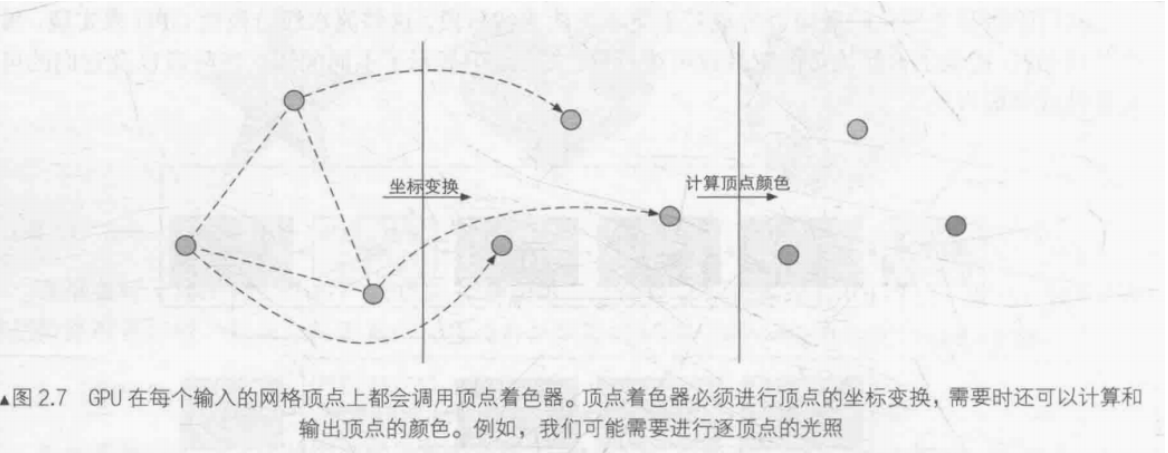 坐标变换
计算顶点颜色
▲图 2.7 GPU 在每个输入的网格顶点上都会调用顶点着色器。顶点着色器必须进行顶点的坐标变换，需要时还可以计算和
输出顶点的颜色。例如，我们可能需要进行逐顶点的光照